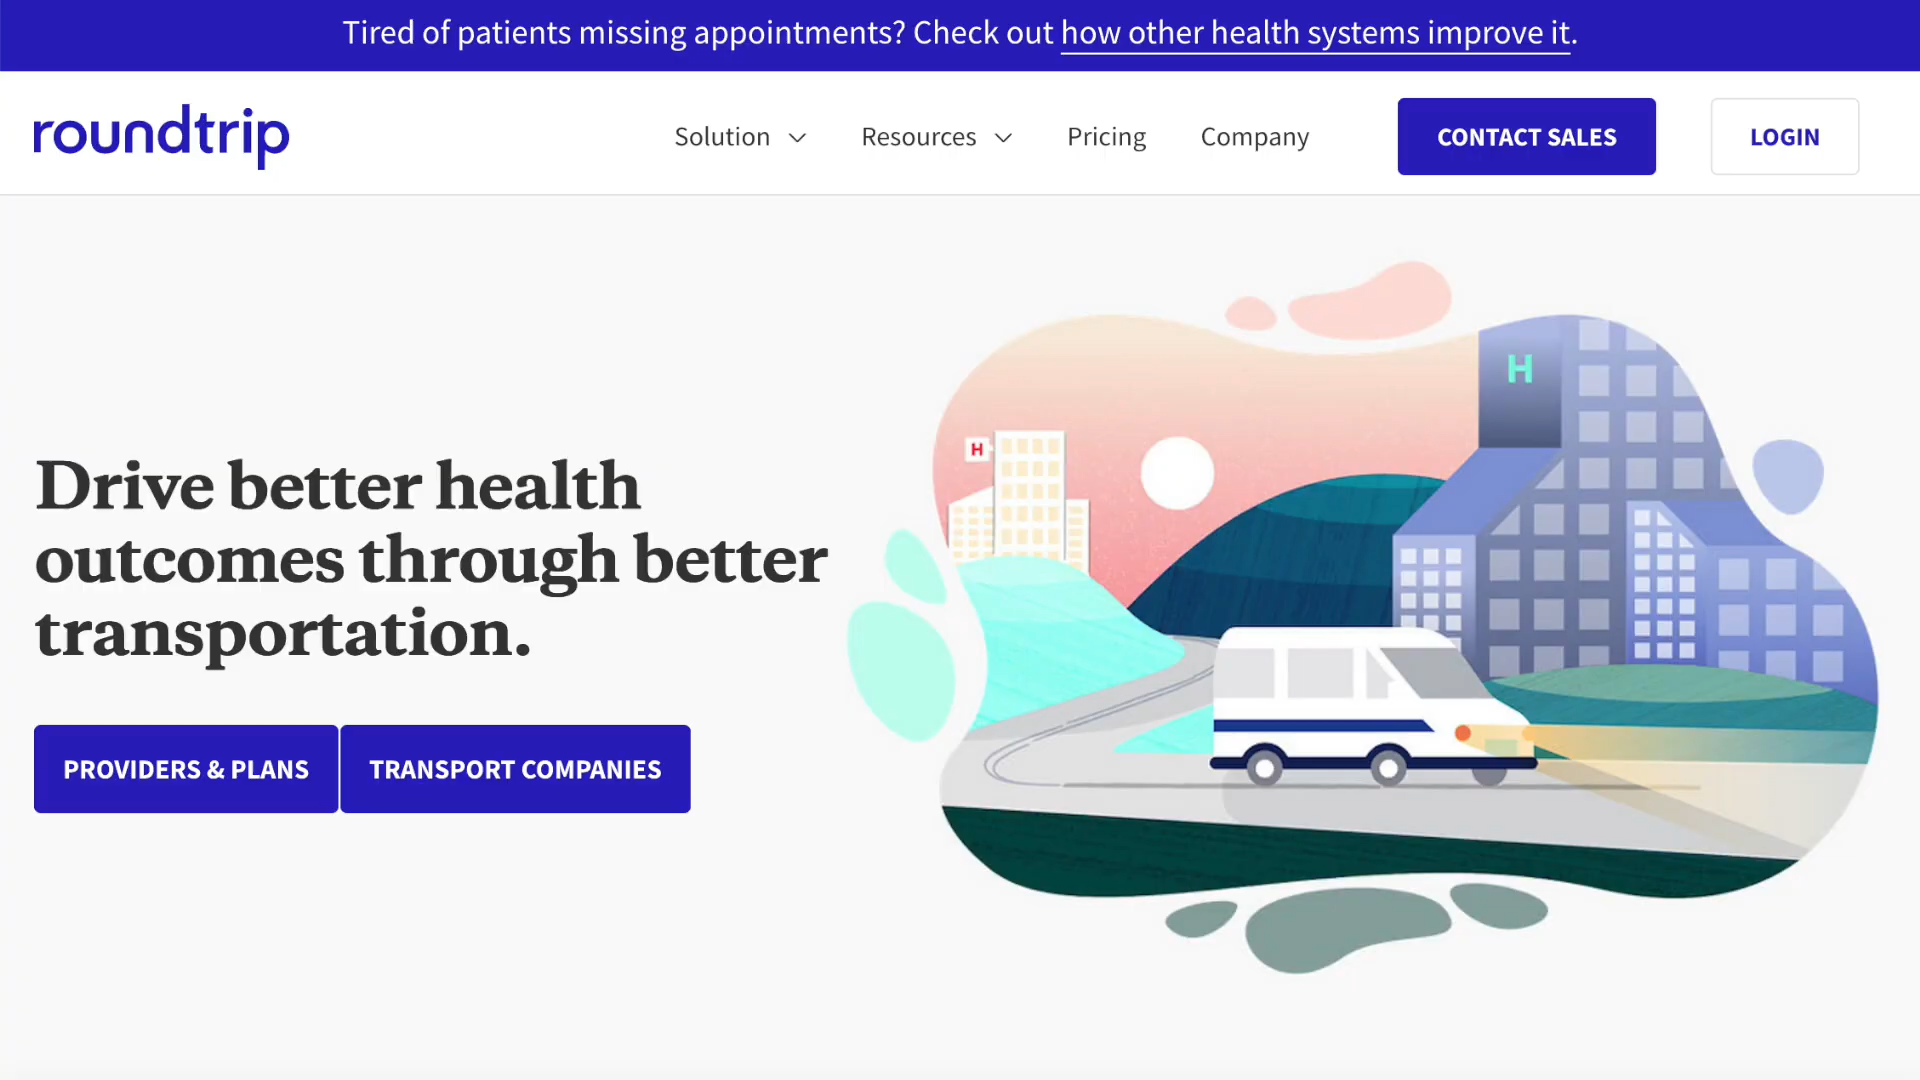 Tired of patients missing appointments? Check out how other health systems improve it.
roundtrip
Solution
Resources
Pricing
Company
CONTACT SALES
LOGIN
H
H
Drive better health
outcomes through better
transportation.
PROVIDERS & PLANS
TRANSPORT COMPANIES